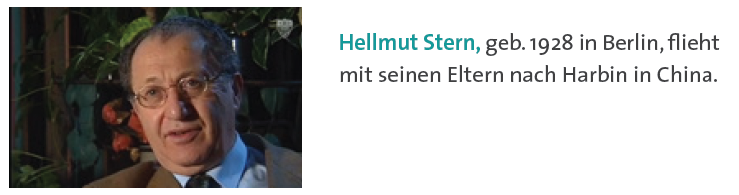 Hellmut Stern, geb. 1928 in Berlin, flieht
mit seinen Eltern nach Harbin in China.